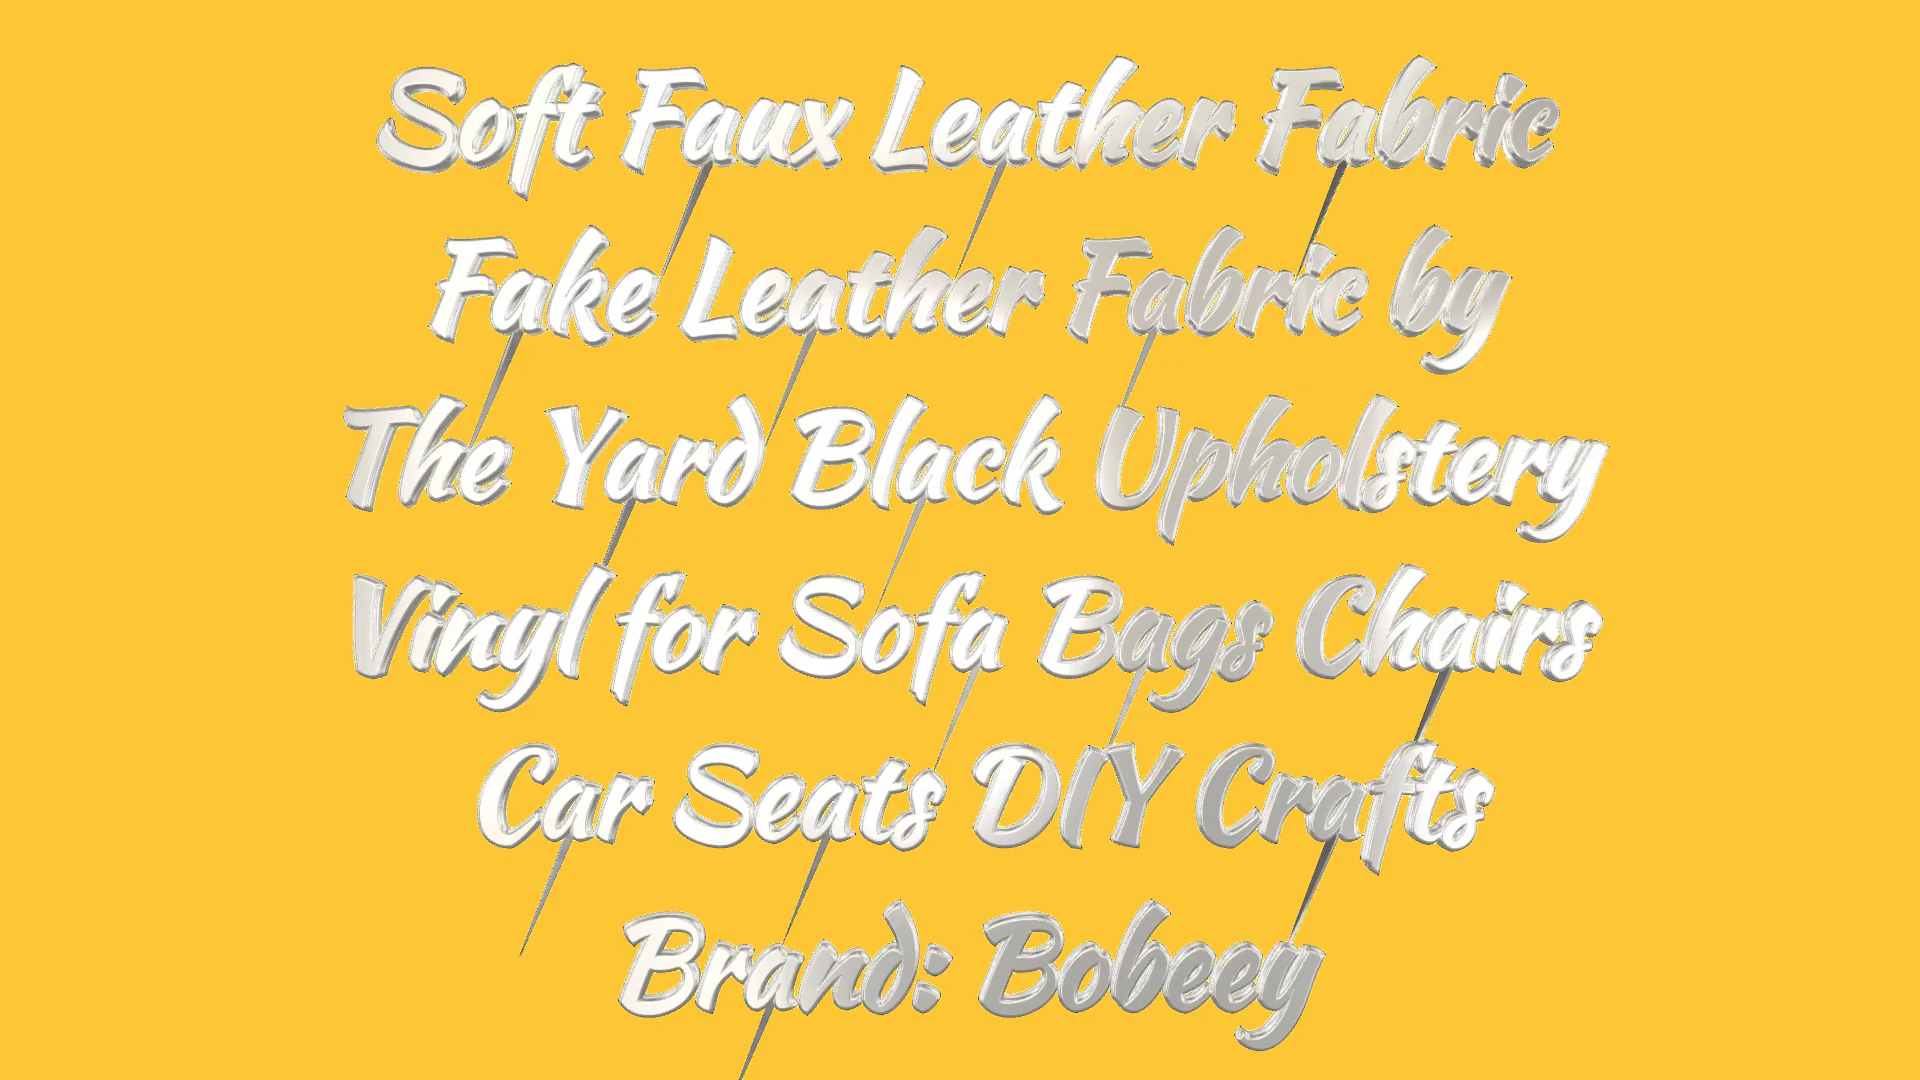 Soft Faux Leather Fabric
Fake Leather Fabric by
The Yard Black Upholstery
Vinyl for Sofa Bags Chairs
Car Seats DIY Crafts
Brand: Bobeey